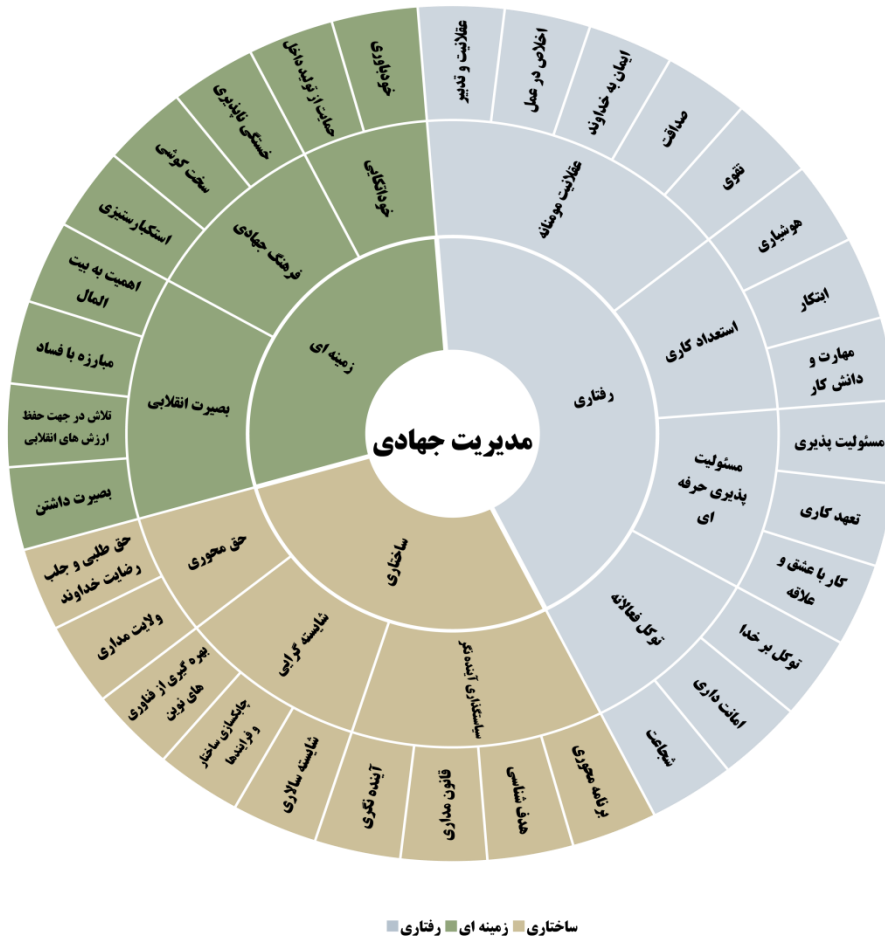 مدیریت جهادی
رفتاری
عقلانیت مومنانه
عقلانیت و تدبیر
اخلاص در عمل
ایمان به خداوند
صداقت
تقوی
استعداد کاری
هوشیاری
ابتکار
مهارت و
دانش کار
مسئولیت
پذیری حرفه
ای
مسئولیت پذیری
تعهد کاری
کار با عشق و
علاقه
توکل فعالانه
توکل بر خدا
امانت داری
شجاعت
ساختاری
سیاستگذاری آینده نگر
برنامه محوری
هدف شناسی
قانون مداری
آینده نگری
شایسته گرایی
شایسته سالاری
چابکسازی ساختار
و فرایندها
بهره گیری از فناوری
های نوین
حق محوری
ولایت مداری
حق طلبی و جلب
رضایت خداوند
زمینه ای
بصیرت انقلابی
بصیرت داشتن
تلاش در جهت حفظ
ارزش های انقلابی
مبارزه با فساد
اهمیت به بیت
المال
فرهنگ جهادی
استکبارستیزی
سخت کوشی
خستگی ناپذیری
خوداتکایی
حمایت از تولید داخل
خودباوری
ساختاری زمینه ای رفتاری